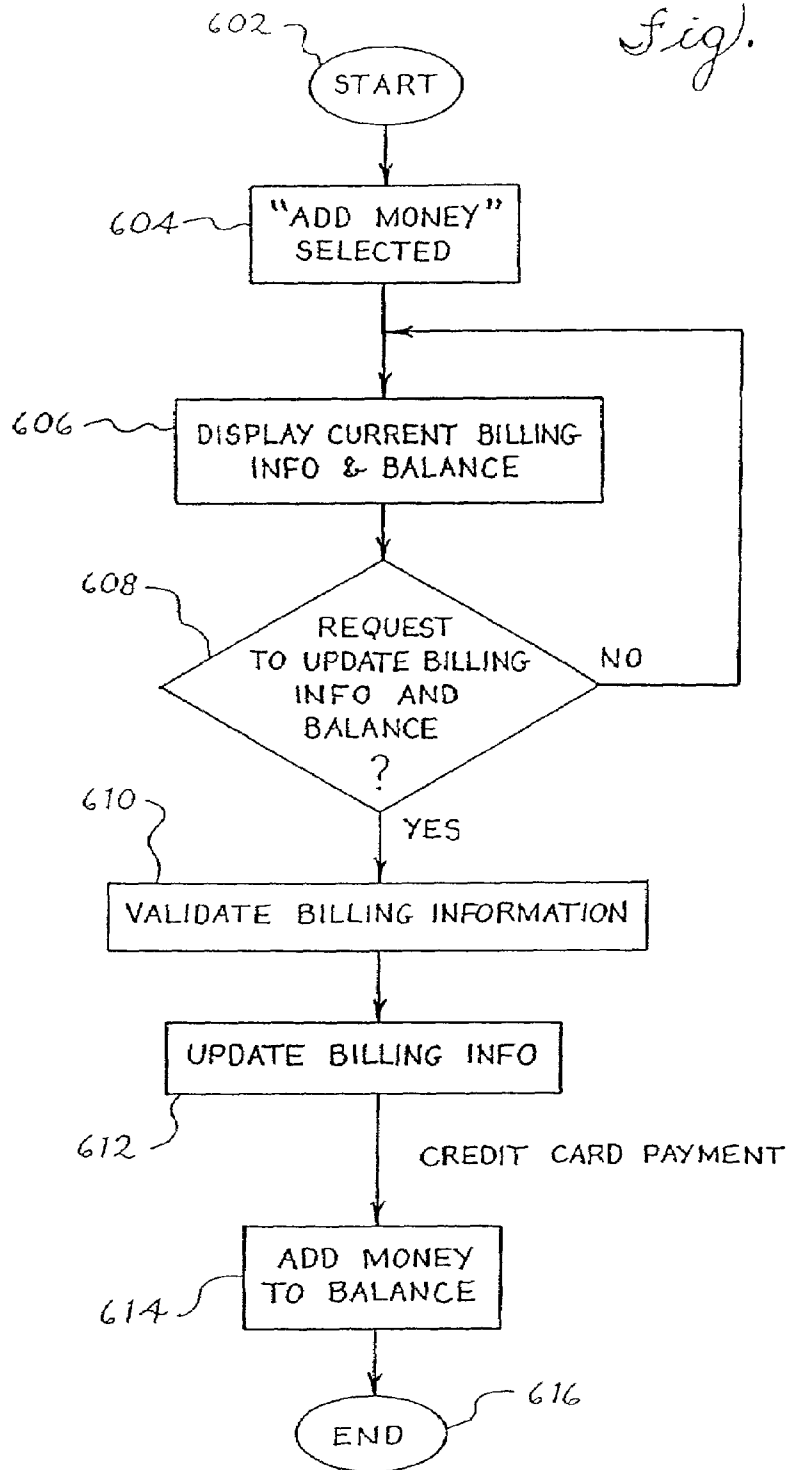 Fig.
602
START
604
"ADD MONEY"
SELECTED
606
DISPLAY CURRENT BILLING
INFO & BALANCE
608
REQUEST
TO UPDATE BILLING
INFO AND
BALANCE
?
NO
YES
610
VALIDATE BILLING INFORMATION
UPDATE BILLING INFO
612
CREDIT CARD PAYMENT
ADD MONEY
TO BALANCE
614
616
END